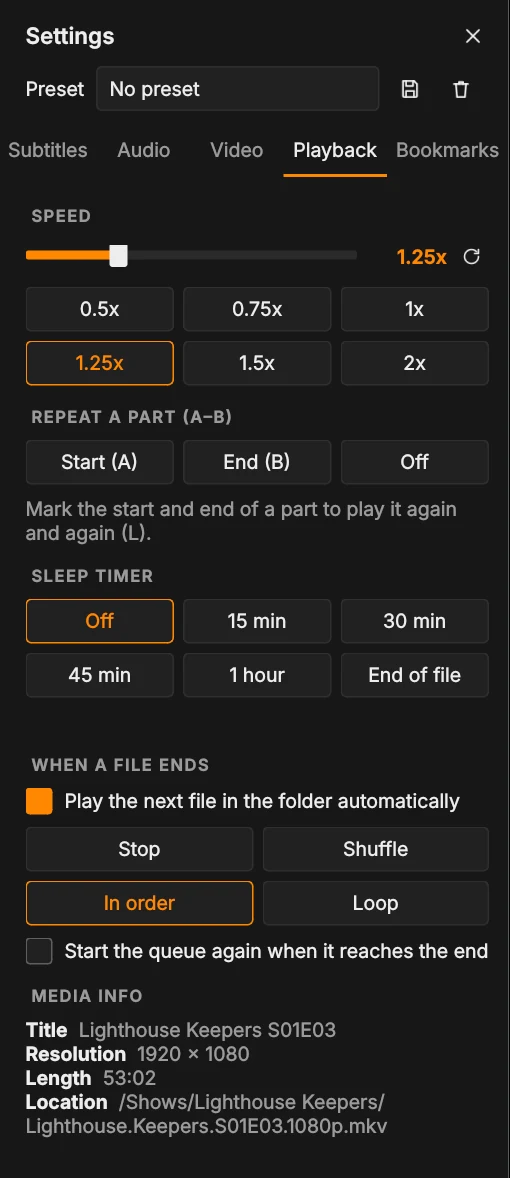 Settings
Preset No preset
Subtitles Audio Video Playback Bookmarks
SPEED
1.25x
0.5x 0.75x 1x
1.25x 1.5x 2x
REPEAT A PART (A–B)
Start (A) End (B) Off
Mark the start and end of a part to play it again
and again (L).
SLEEP TIMER
Off 15 min 30 min
45 min 1 hour End of file
WHEN A FILE ENDS
Play the next file in the folder automatically
Stop Shuffle
In order Loop
Start the queue again when it reaches the end
MEDIA INFO
Title Lighthouse Keepers S01E03
Resolution 1920 × 1080
Length 53:02
Location /Shows/Lighthouse Keepers/
Lighthouse.Keepers.S01E03.1080p.mkv